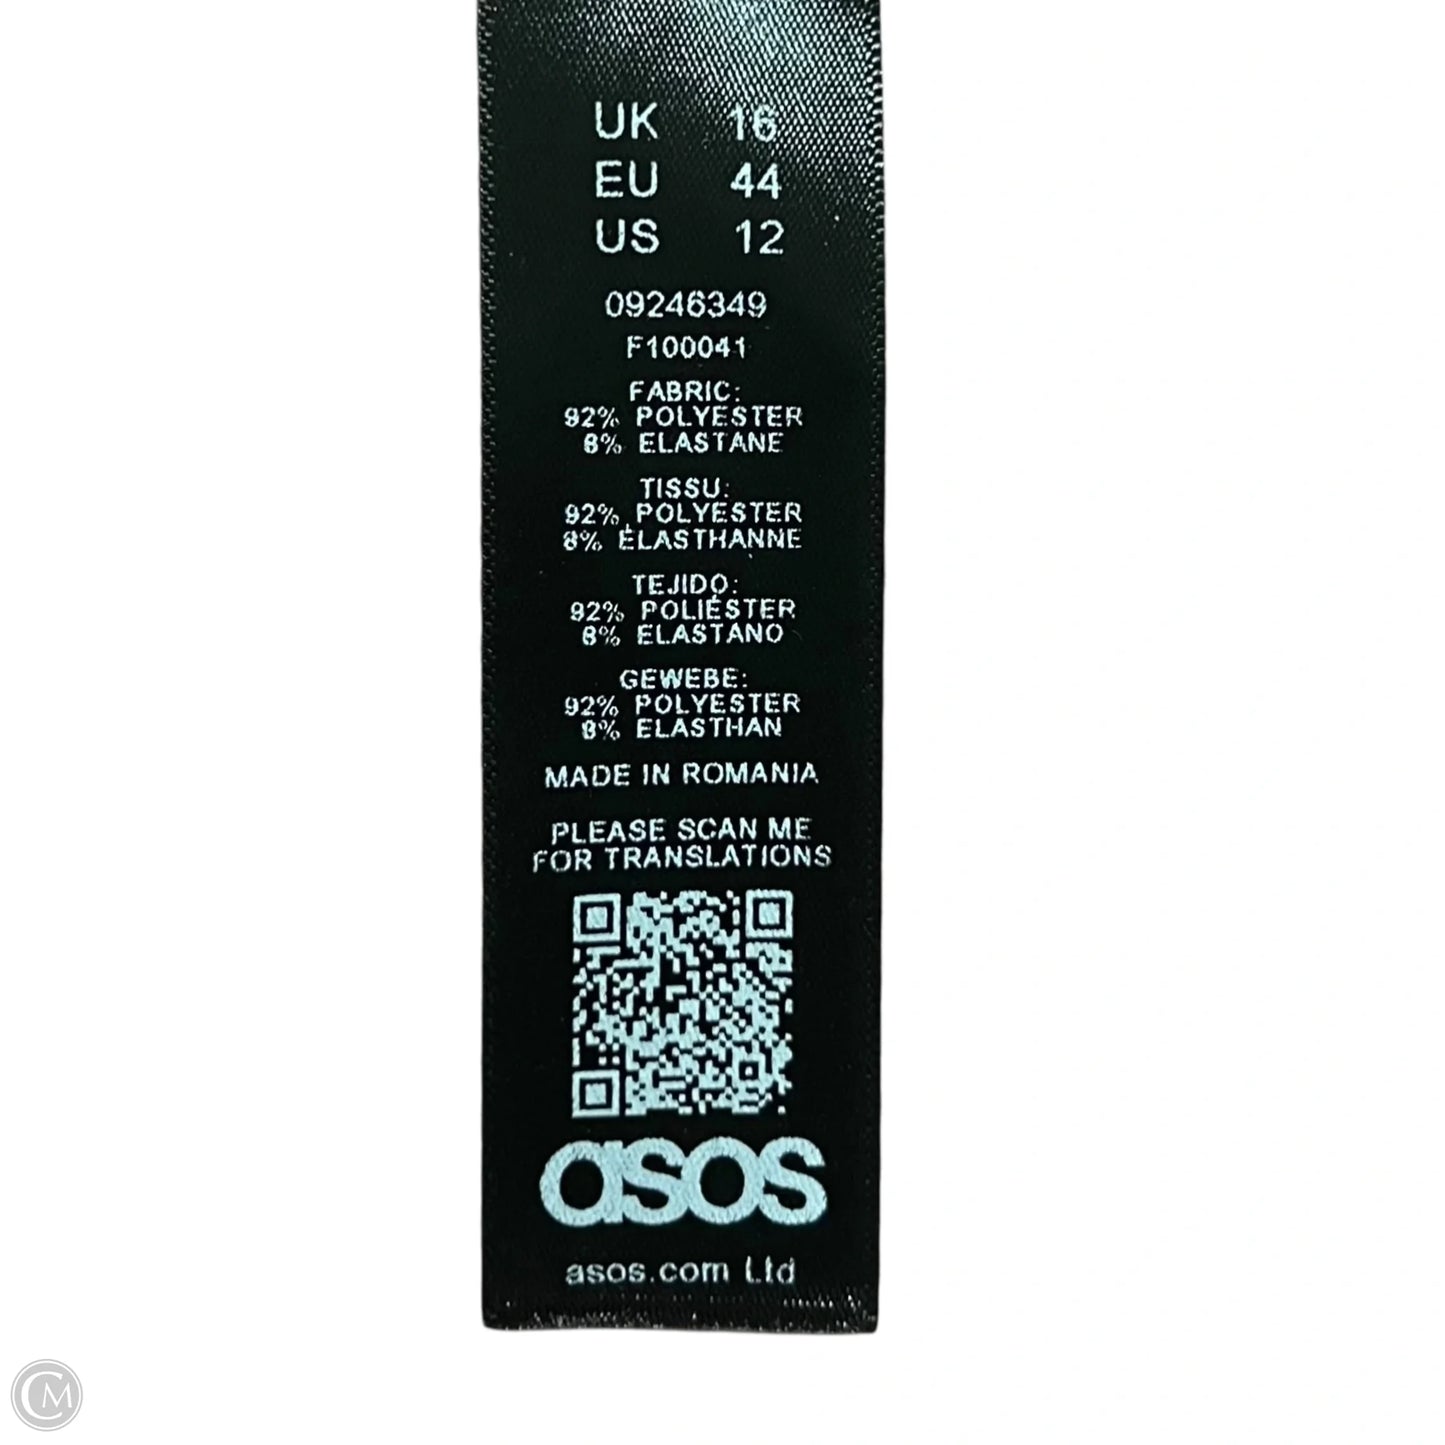 UK 16
EU 44
US 12
09246349
F100041
FABRIC:
92% POLYESTER
8% ELASTANE
TISSU:
92% POLYESTER
8% ÉLASTHANNE
TEJIDO:
92% POLIÉSTER
8% ELASTANO
GEWEBE:
92% POLYESTER
8% ELASTHAN
MADE IN ROMANIA
PLEASE SCAN ME
FOR TRANSLATIONS
asos
asos.com Ltd
CM